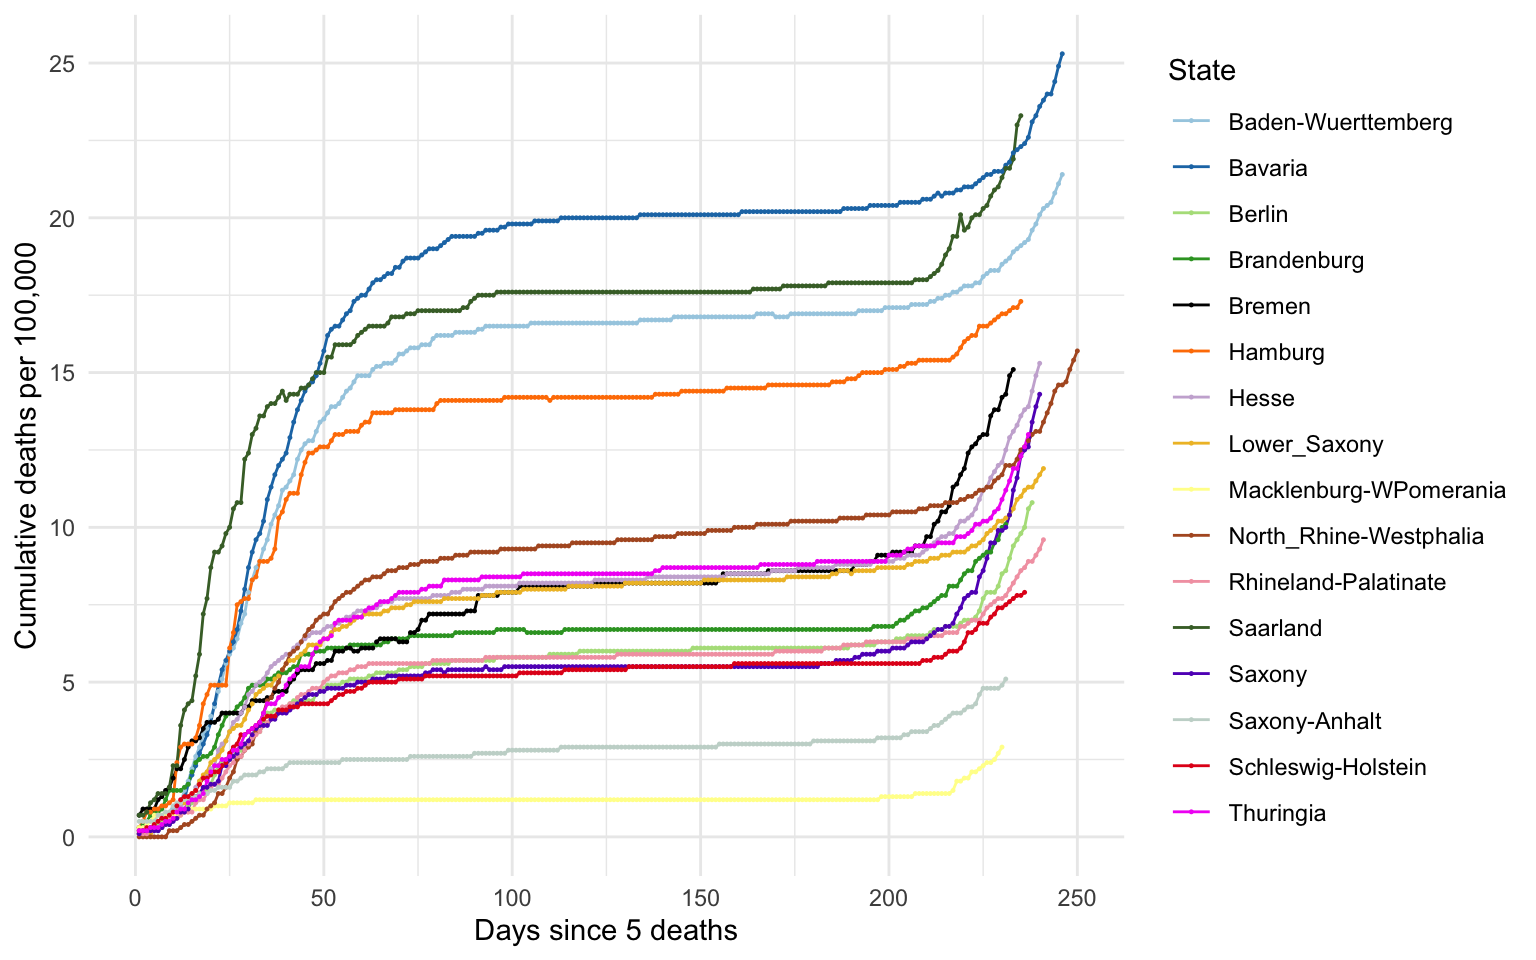 25
20
15
10
5
0
Cumulative deaths per 100,000
0 50 100 150 200 250
Days since 5 deaths
State
Baden-Wuerttemberg
Bavaria
Berlin
Brandenburg
Bremen
Hamburg
Hesse
Lower_Saxony
Macklenburg-WPomerania
North_Rhine-Westphalia
Rhineland-Palatinate
Saarland
Saxony
Saxony-Anhalt
Schleswig-Holstein
Thuringia